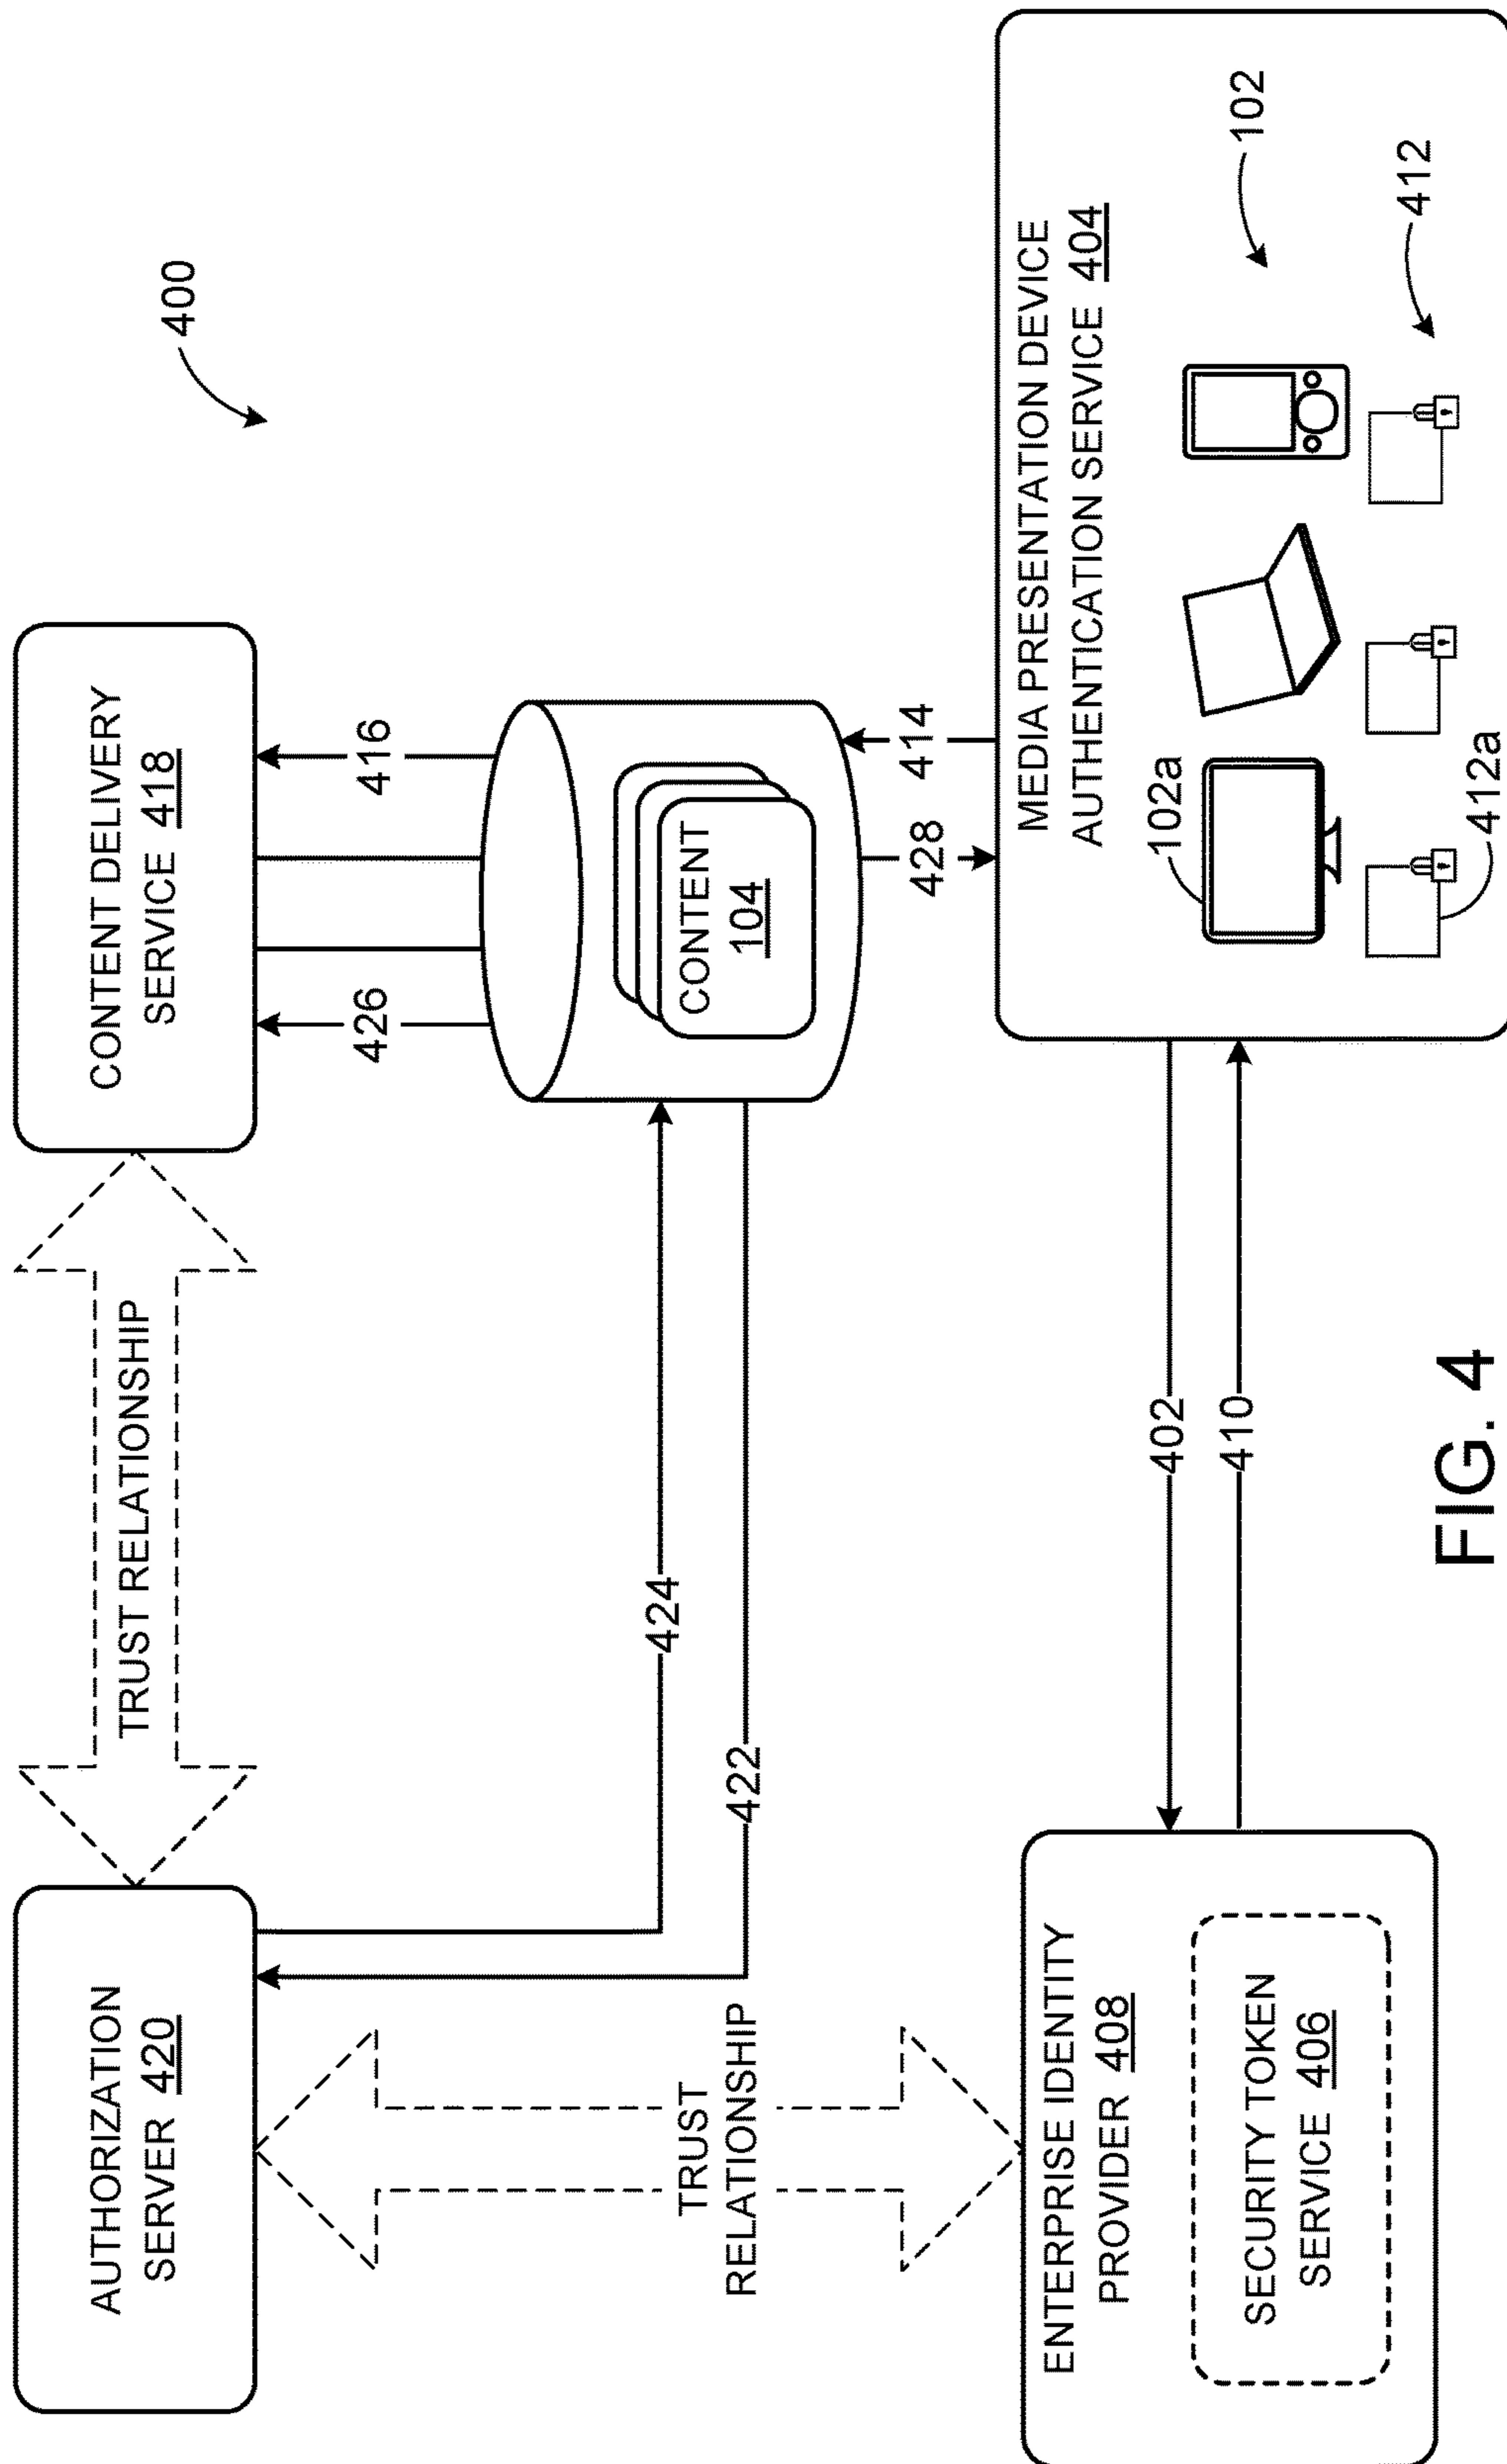 400
AUTHORIZATION
SERVER 420
TRUST RELATIONSHIP
CONTENT DELIVERY
SERVICE 418
426
416
424
422
CONTENT
104
TRUST
RELATIONSHIP
428
414
ENTERPRISE IDENTITY
PROVIDER 408
SECURITY TOKEN
SERVICE 406
402
410
MEDIA PRESENTATION DEVICE
AUTHENTICATION SERVICE 404
102a
102
412a
412
FIG. 4